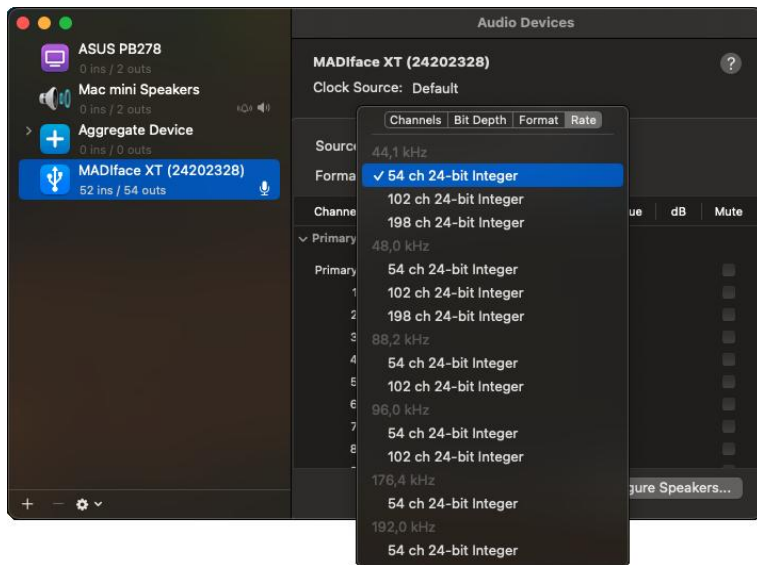 Audio Devices
ASUS PB278
0 ins / 2 outs
Mac mini Speakers
0 ins / 2 outs
Aggregate Device
0 ins / 0 outs
MADIface XT (24202328)
52 ins / 54 outs
MADIface XT (24202328)
?
Clock Source: Default
Channels Bit Depth Format Rate
Source
Forma
44,1 kHz
✓ 54 ch 24-bit Integer
102 ch 24-bit Integer
198 ch 24-bit Integer
48,0 kHz
54 ch 24-bit Integer
102 ch 24-bit Integer
198 ch 24-bit Integer
88,2 kHz
54 ch 24-bit Integer
102 ch 24-bit Integer
96,0 kHz
54 ch 24-bit Integer
102 ch 24-bit Integer
176,4 kHz
54 ch 24-bit Integer
192,0 kHz
54 ch 24-bit Integer
Channe ue dB Mute
Primary
Primary
1
2
3
4
5
6
7
8
gure Speakers...